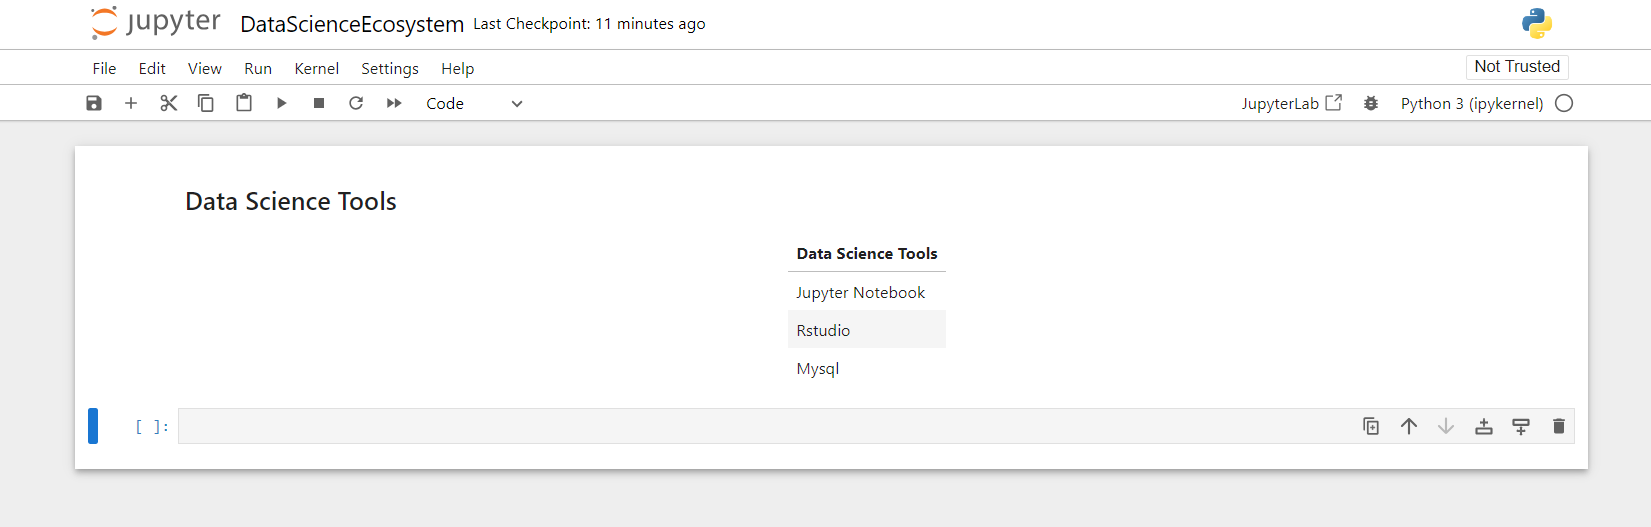 jupyter DataScienceEcosystem Last Checkpoint: 11 minutes ago
File Edit View Run Kernel Settings Help Not Trusted
Code JupyterLab Python 3 (ipykernel)
Data Science Tools
Data Science Tools
Jupyter Notebook
Rstudio
Mysql
[ ]: